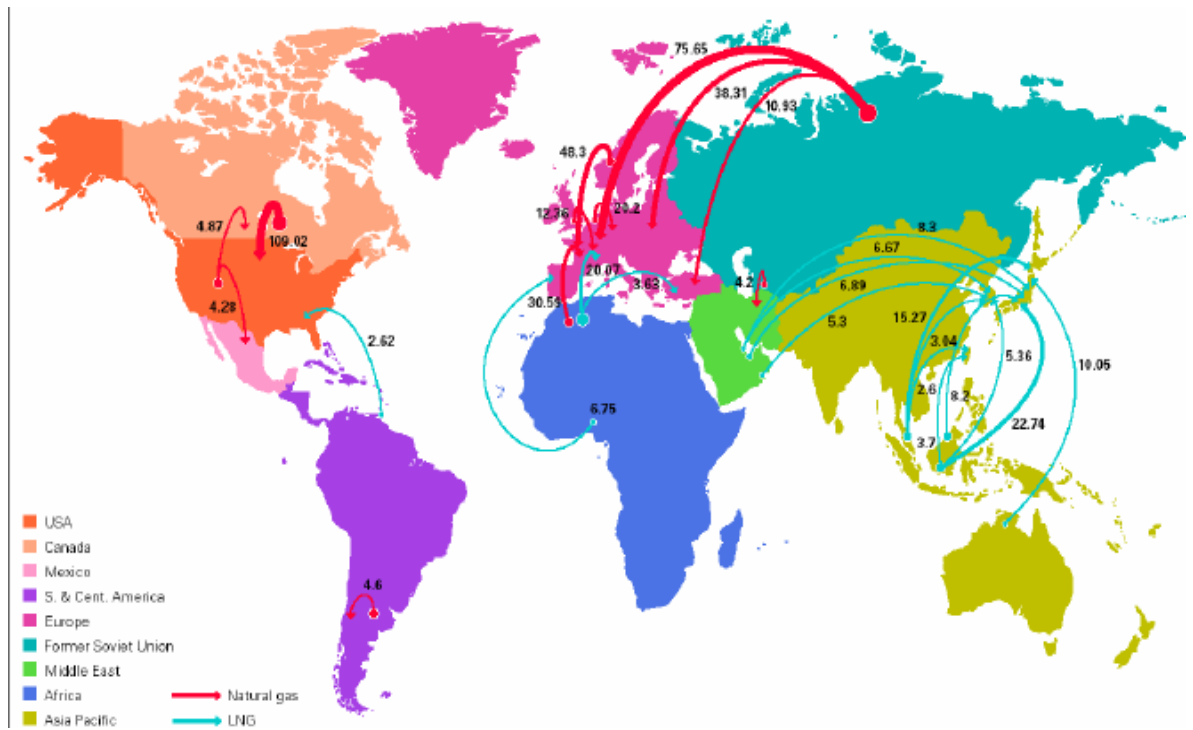 75.65
38.31
10.93
48.3
12.36
20.2
4.87
109.02
8.3
6.67
20.07
3.63
4.2
6.89
30.59
4.28
15.27
5.3
2.62
3.04
5.36
10.05
2.6
8.2
6.75
22.74
3.7
4.6
USA
Canada
Mexico
S. & Cent. America
Europe
Former Soviet Union
Middle East
Africa
Asia Pacific
Natural gas
LNG